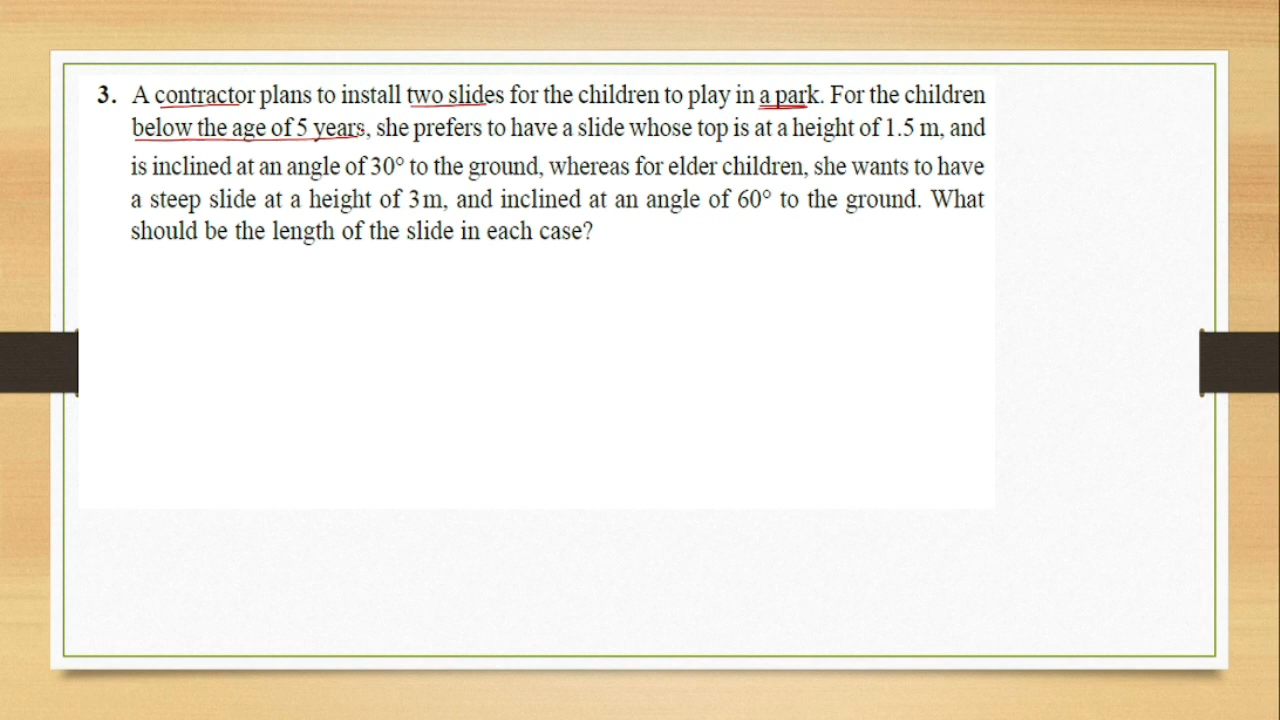 3. A contractor plans to install two slides for the children to play in a park. For the children
below the age of 5 years, she prefers to have a slide whose top is at a height of 1.5 m, and
is inclined at an angle of 30° to the ground, whereas for elder children, she wants to have
a steep slide at a height of 3m, and inclined at an angle of 60° to the ground. What
should be the length of the slide in each case?